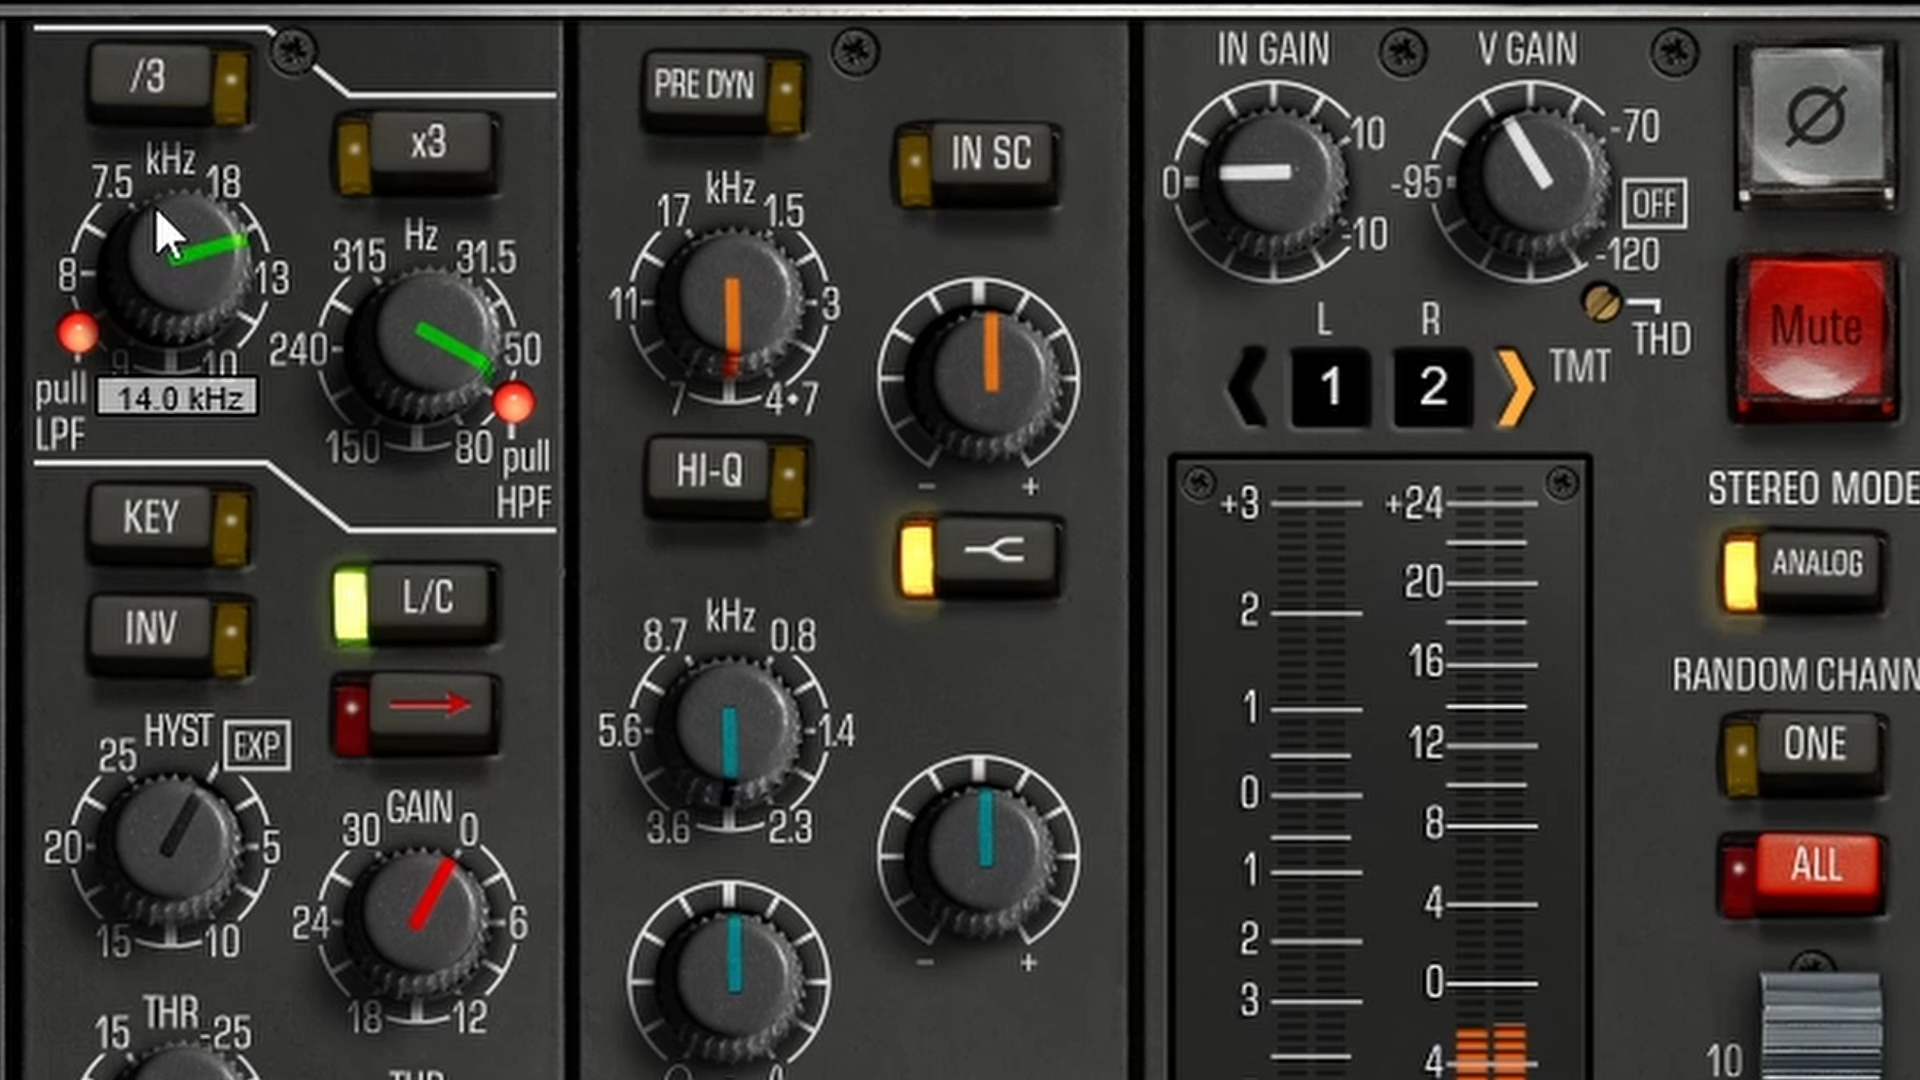 /3
x3
kHz
7.5
18
8
13
9
10
14.0 kHz
pull
LPF
Hz
315
31.5
240
50
150
80
pull
HPF
KEY
INV
L/C
HYST
EXP
25
20
5
15
10
GAIN
30
0
24
6
18
12
THR
15
-25
THR
PRE DYN
IN SC
kHz
17
1.5
11
3
7
4•7
- +
HI-Q
kHz
8.7
0.8
5.6
1.4
3.6
2.3
- +
IN GAIN
10
0
-10
V GAIN
-70
-95
OFF
-120
THD
TMT
L R
1 2
Ø
Mute
STEREO MODE
ANALOG
RANDOM CHANN
ONE
ALL
10
+3
2
1
0
1
2
3
+24
20
16
12
8
4
0
4